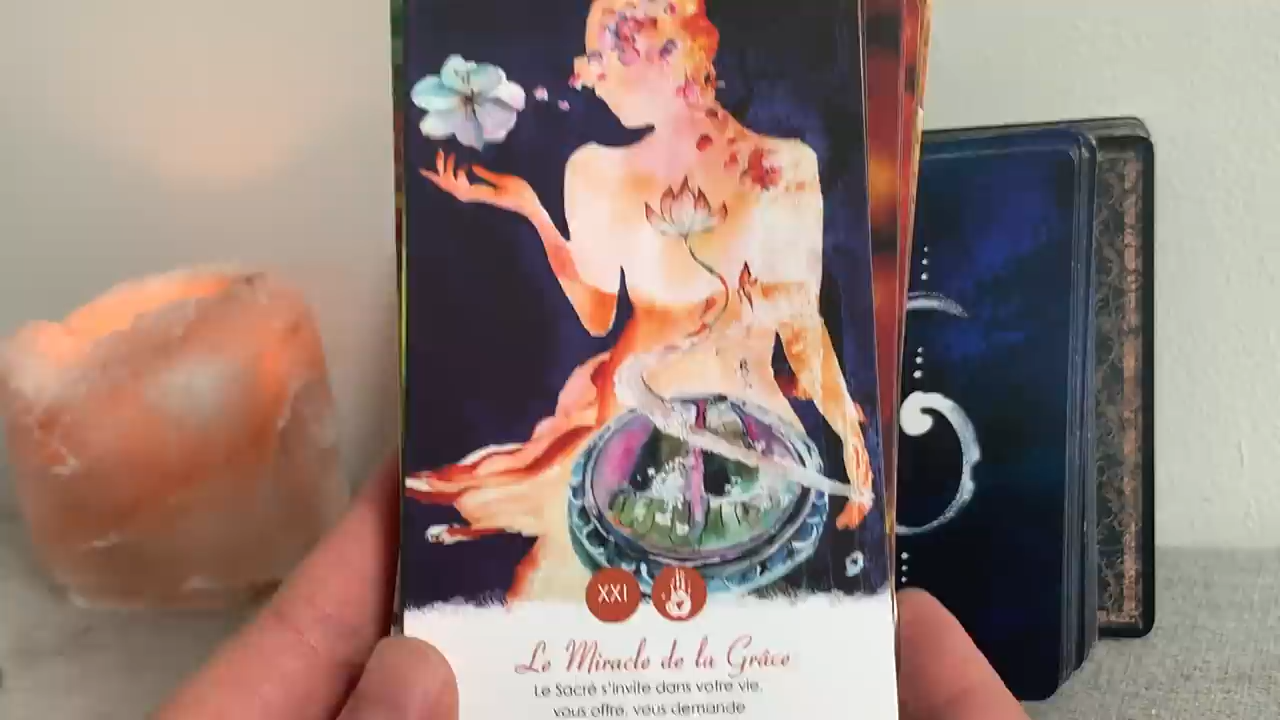 XXI
Le Miracle de la Grâce
Le Sacré s'invite dans votre vie,
vous offre, vous demande